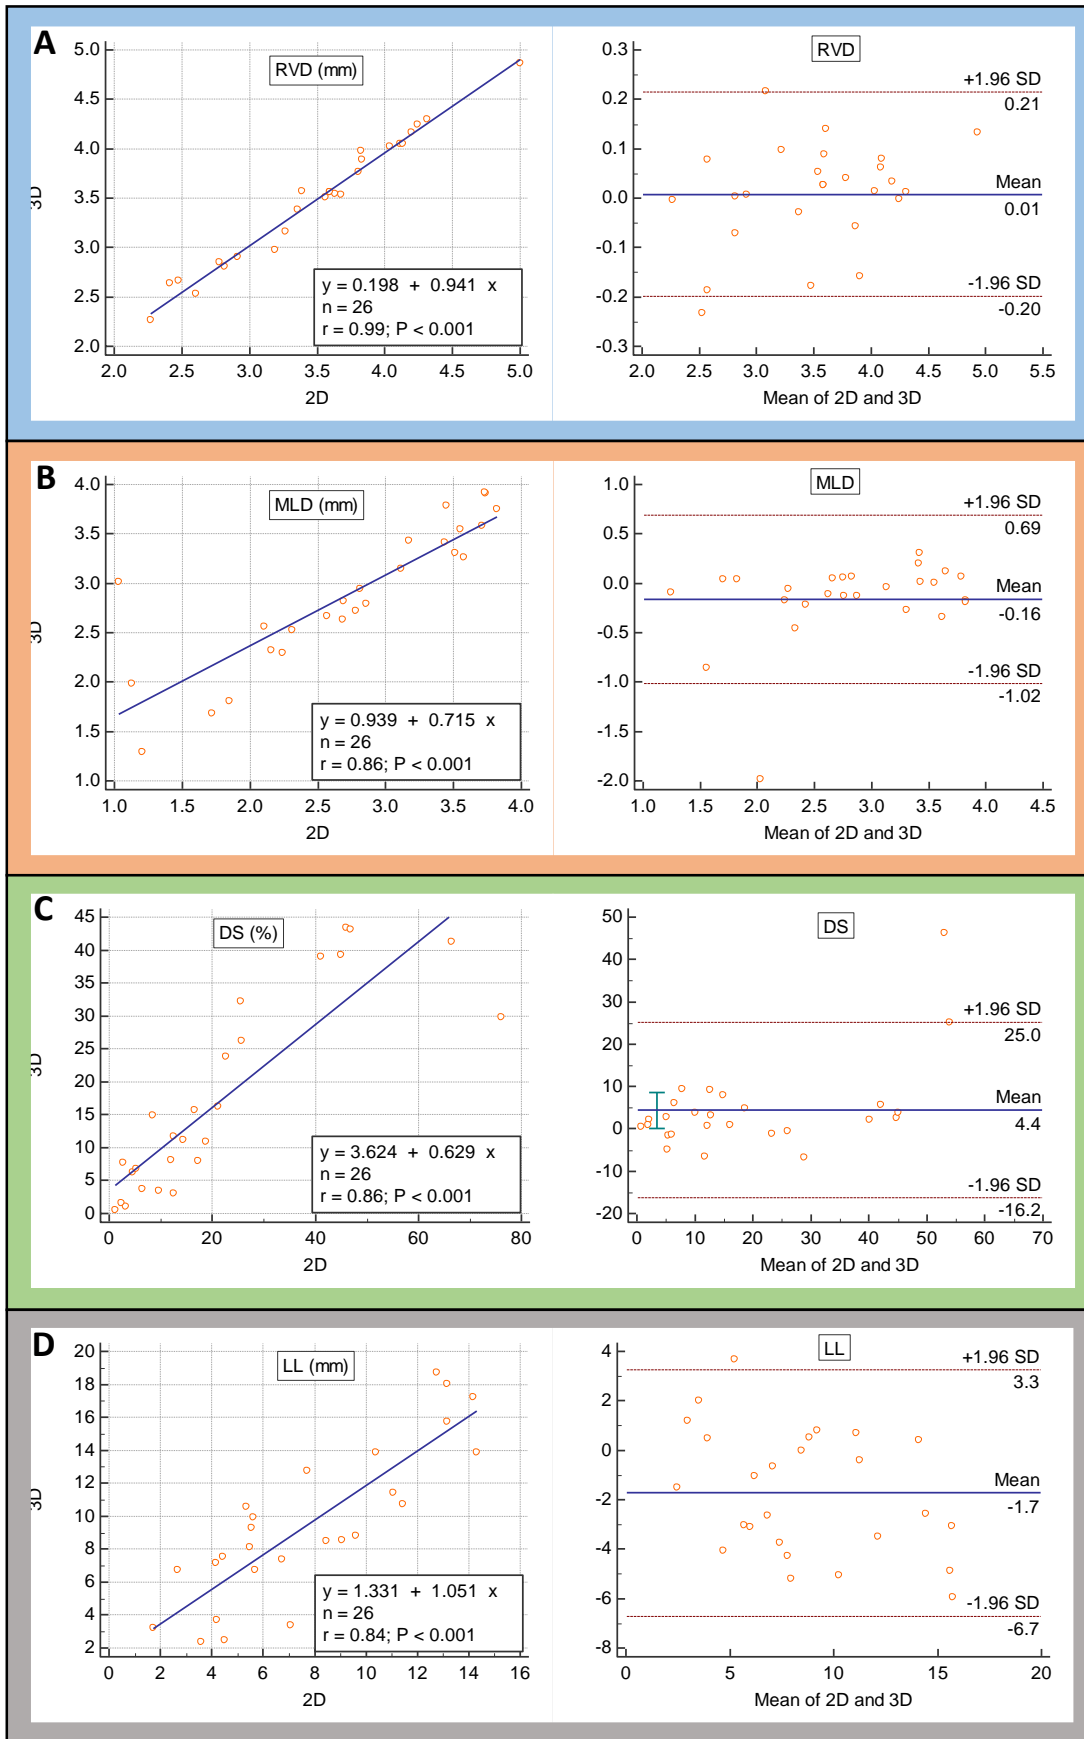 A
RVD (mm)
5.0
4.5
4.0
3.5
3.0
2.5
2.0
3D
y = 0.198 + 0.941 x
n = 26
r = 0.99; P < 0.001
2.0 2.5 3.0 3.5 4.0 4.5 5.0
2D
RVD
0.3
0.2
0.1
0.0
-0.1
-0.2
-0.3
+1.96 SD
0.21
Mean
0.01
-1.96 SD
-0.20
2.0 2.5 3.0 3.5 4.0 4.5 5.0 5.5
Mean of 2D and 3D
B
MLD (mm)
4.0
3.5
3.0
2.5
2.0
1.5
1.0
3D
y = 0.939 + 0.715 x
n = 26
r = 0.86; P < 0.001
1.0 1.5 2.0 2.5 3.0 3.5 4.0
2D
MLD
1.0
0.5
0.0
-0.5
-1.0
-1.5
-2.0
+1.96 SD
0.69
Mean
-0.16
-1.96 SD
-1.02
1.0 1.5 2.0 2.5 3.0 3.5 4.0 4.5
Mean of 2D and 3D
C
DS (%)
45
40
35
30
25
20
15
10
5
0
3D
y = 3.624 + 0.629 x
n = 26
r = 0.86; P < 0.001
0 20 40 60 80
2D
DS
50
40
30
20
10
0
-10
-20
+1.96 SD
25.0
Mean
4.4
-1.96 SD
-16.2
0 10 20 30 40 50 60 70
Mean of 2D and 3D
D
LL (mm)
20
18
16
14
12
10
8
6
4
2
3D
y = 1.331 + 1.051 x
n = 26
r = 0.84; P < 0.001
0 2 4 6 8 10 12 14 16
2D
LL
4
2
0
-2
-4
-6
-8
+1.96 SD
3.3
Mean
-1.7
-1.96 SD
-6.7
0 5 10 15 20
Mean of 2D and 3D